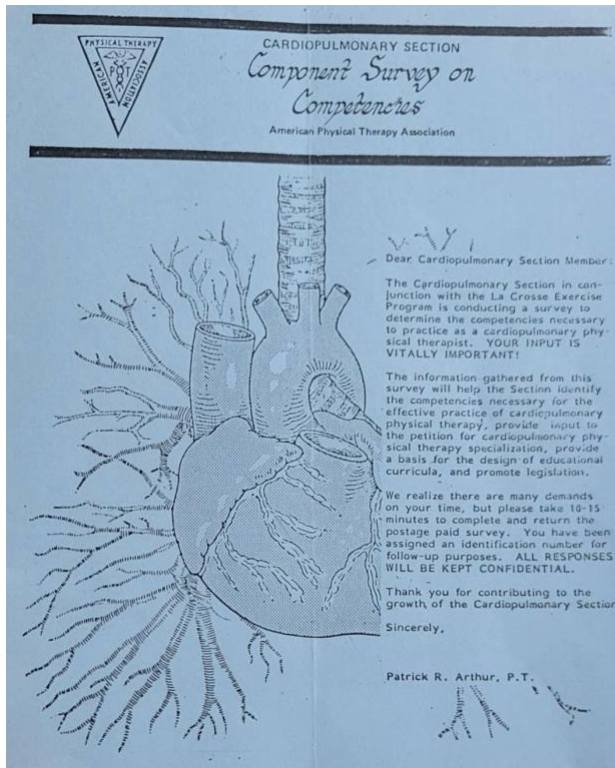 PHYSICAL THERAPY
AMERICAN
ASSOCIATION
P T
CARDIOPULMONARY SECTION
Component Survey on
Competencies
American Physical Therapy Association
Dear Cardiopulmonary Section Member:
The Cardiopulmonary Section in con-
junction with the La Crosse Exercise
Program is conducting a survey to
determine the competencies necessary
to practice as a cardiopulmonary phy-
sical therapist. YOUR INPUT IS
VITALLY IMPORTANT!
The information gathered from this
survey will help the Section identify
the competencies necessary for the
effective practice of cardiopulmonary
physical therapy, provide input to
the petition for cardiopulmonary phy-
sical therapy specialization, provide
a basis for the design of educational
curricula, and promote legislation.
We realize there are many demands
on your time, but please take 10-15
minutes to complete and return the
postage paid survey. You have been
assigned an identification number for
follow-up purposes. ALL RESPONSES
WILL BE KEPT CONFIDENTIAL.
Thank you for contributing to the
growth of the Cardiopulmonary Section
Sincerely,
Patrick R. Arthur, P.T.